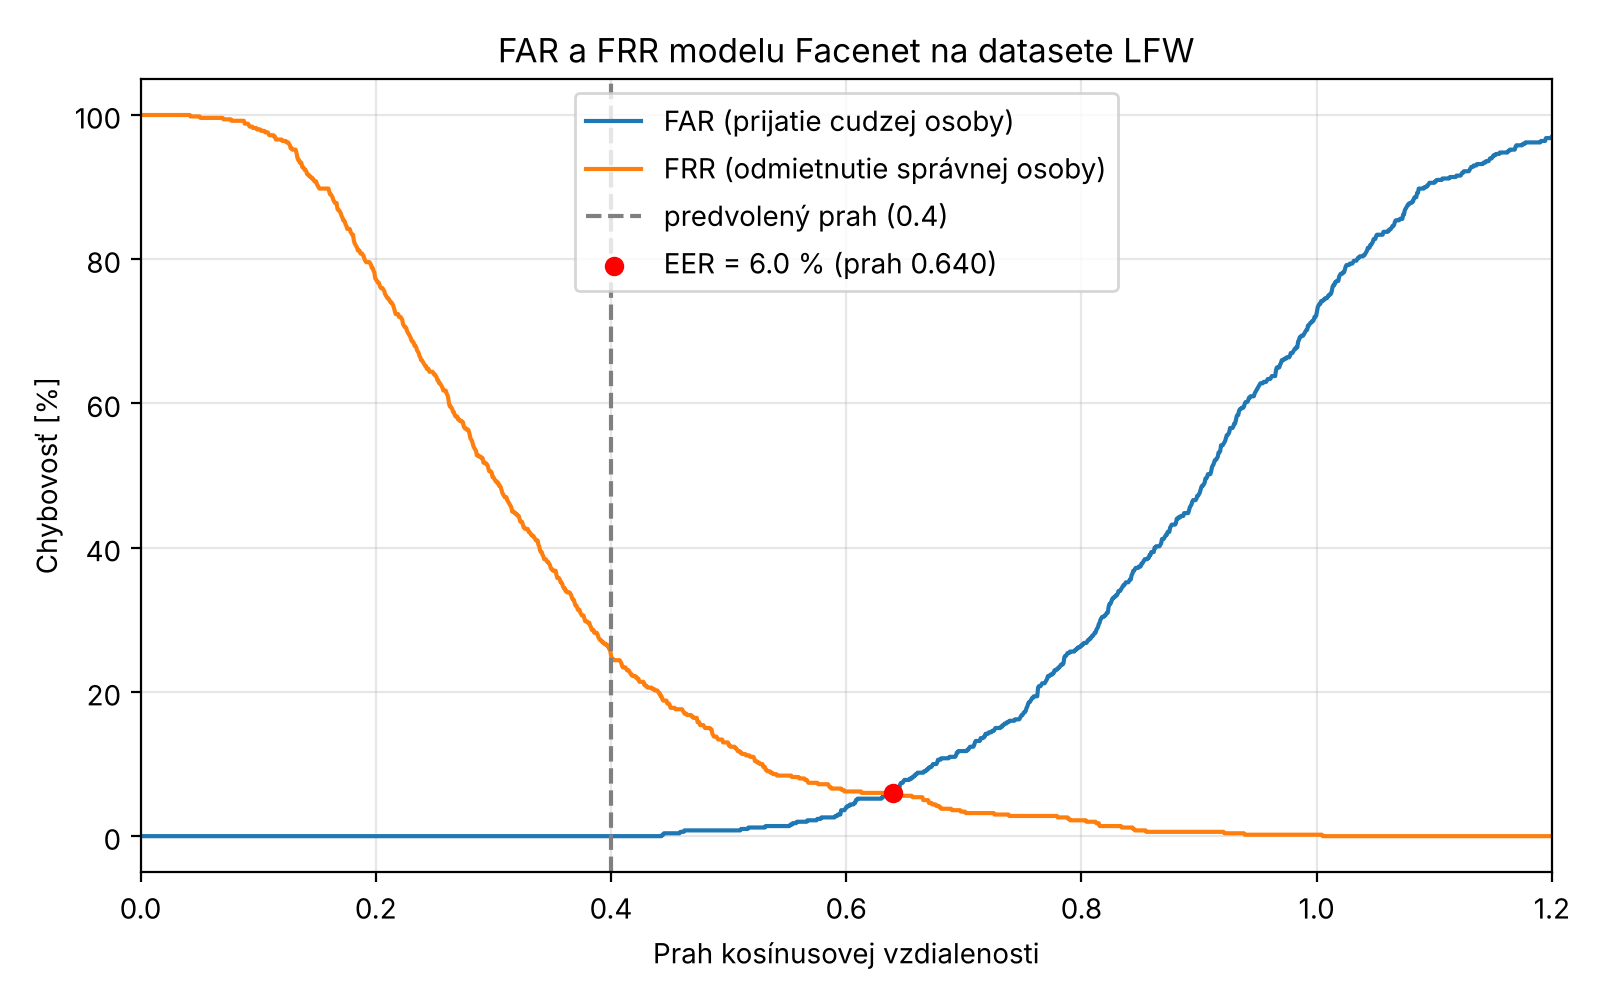 FAR a FRR modelu Facenet na datasete LFW
FAR (prijatie cudzej osoby)
FRR (odmietnutie správnej osoby)
predvolený prah (0.4)
EER = 6.0 % (prah 0.640)
Chybovosť [%]
100
80
60
40
20
0
0.0 0.2 0.4 0.6 0.8 1.0 1.2
Prah kosínusovej vzdialenosti